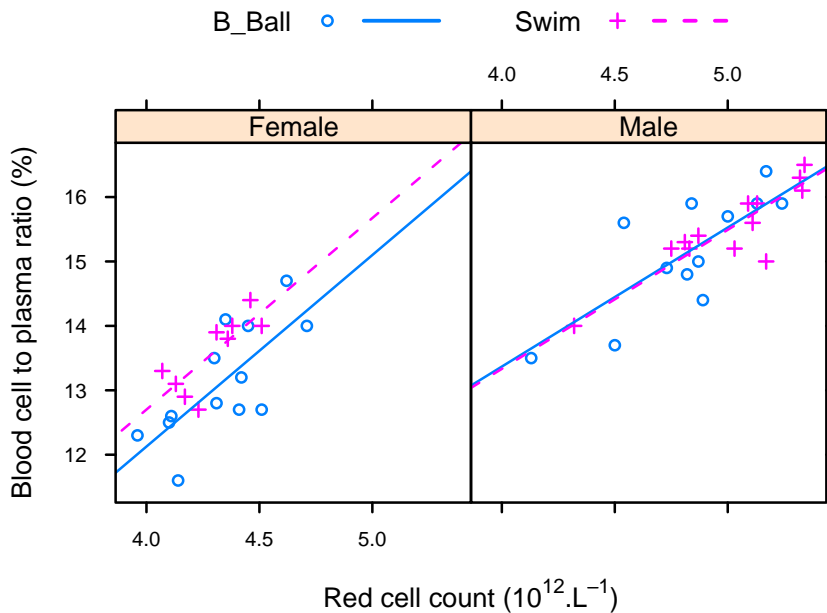 B_Ball Swim
4.0 4.5 5.0
Female Male
Blood cell to plasma ratio (%)
16
15
14
13
12
4.0 4.5 5.0
Red cell count (10¹².L⁻¹)